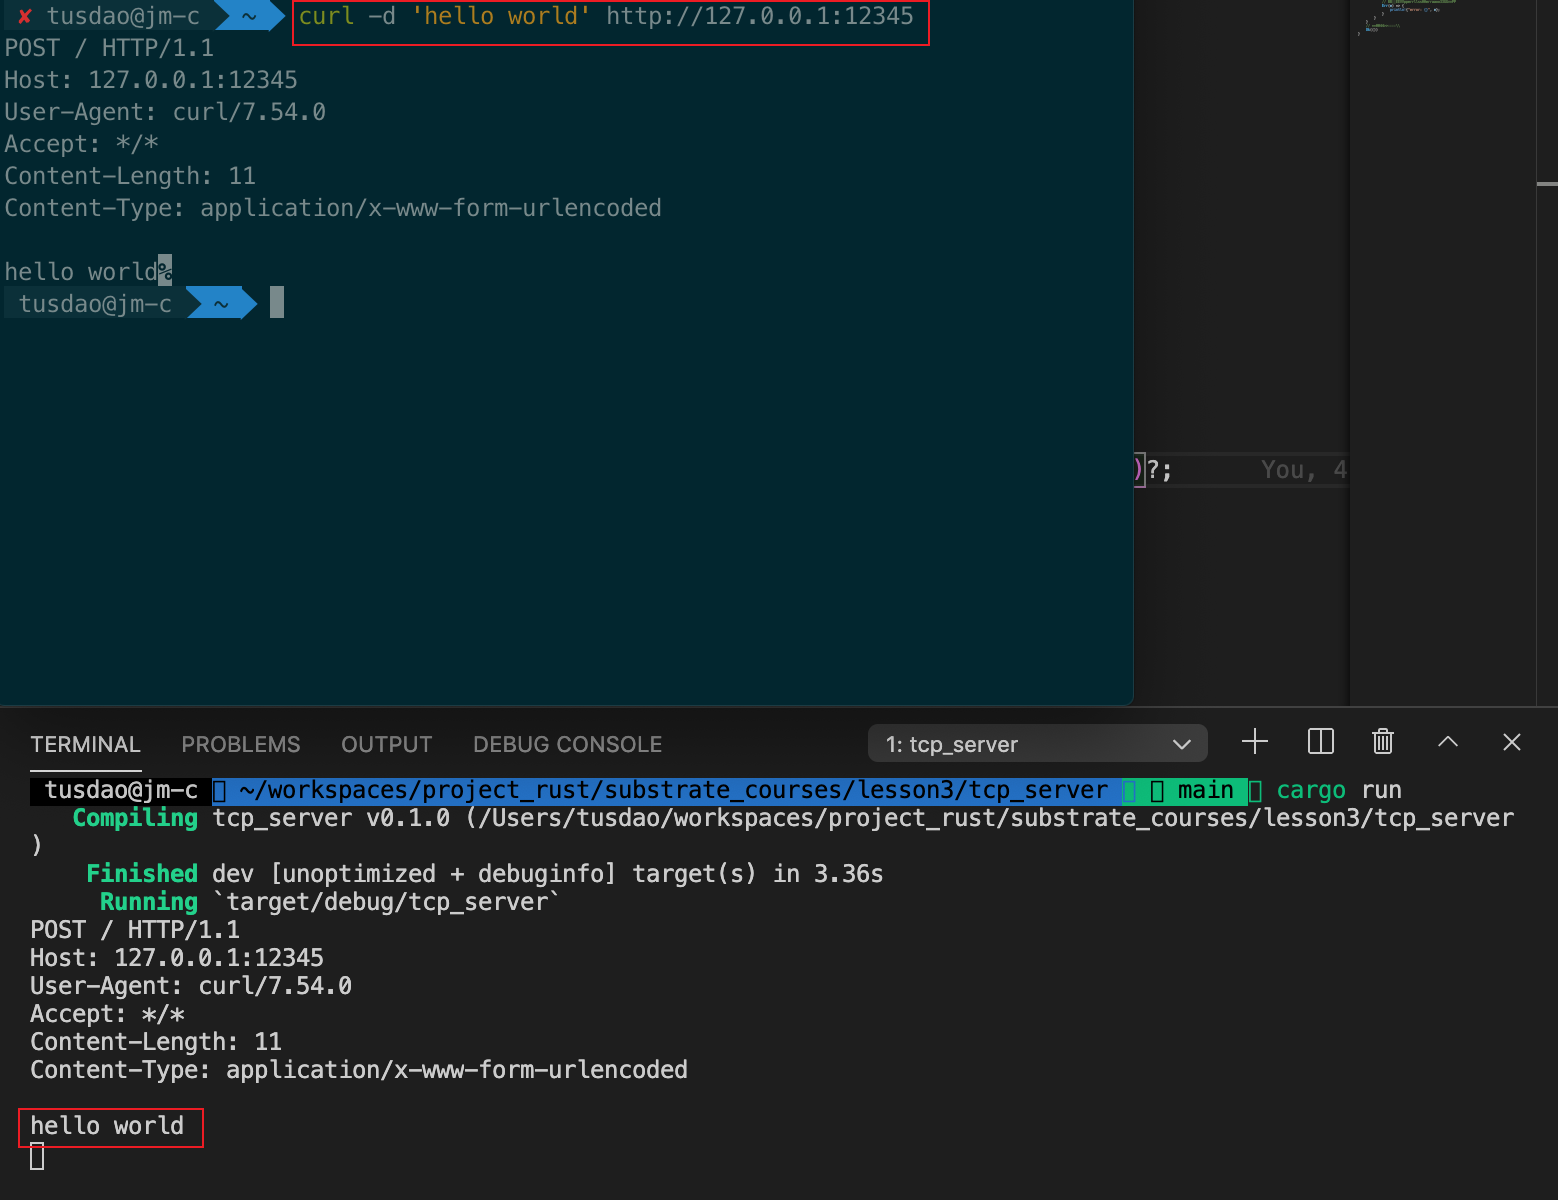 ✘ tusdao@jm-c ~ curl -d 'hello world' http://127.0.0.1:12345
POST / HTTP/1.1
Host: 127.0.0.1:12345
User-Agent: curl/7.54.0
Accept: */*
Content-Length: 11
Content-Type: application/x-www-form-urlencoded
hello world%
tusdao@jm-c ~
)?; You, 4
TERMINAL PROBLEMS OUTPUT DEBUG CONSOLE 1: tcp_server
tusdao@jm-c ~/workspaces/project_rust/substrate_courses/lesson3/tcp_server main cargo run
Compiling tcp_server v0.1.0 (/Users/tusdao/workspaces/project_rust/substrate_courses/lesson3/tcp_server
)
Finished dev [unoptimized + debuginfo] target(s) in 3.36s
Running `target/debug/tcp_server`
POST / HTTP/1.1
Host: 127.0.0.1:12345
User-Agent: curl/7.54.0
Accept: */*
Content-Length: 11
Content-Type: application/x-www-form-urlencoded
hello world